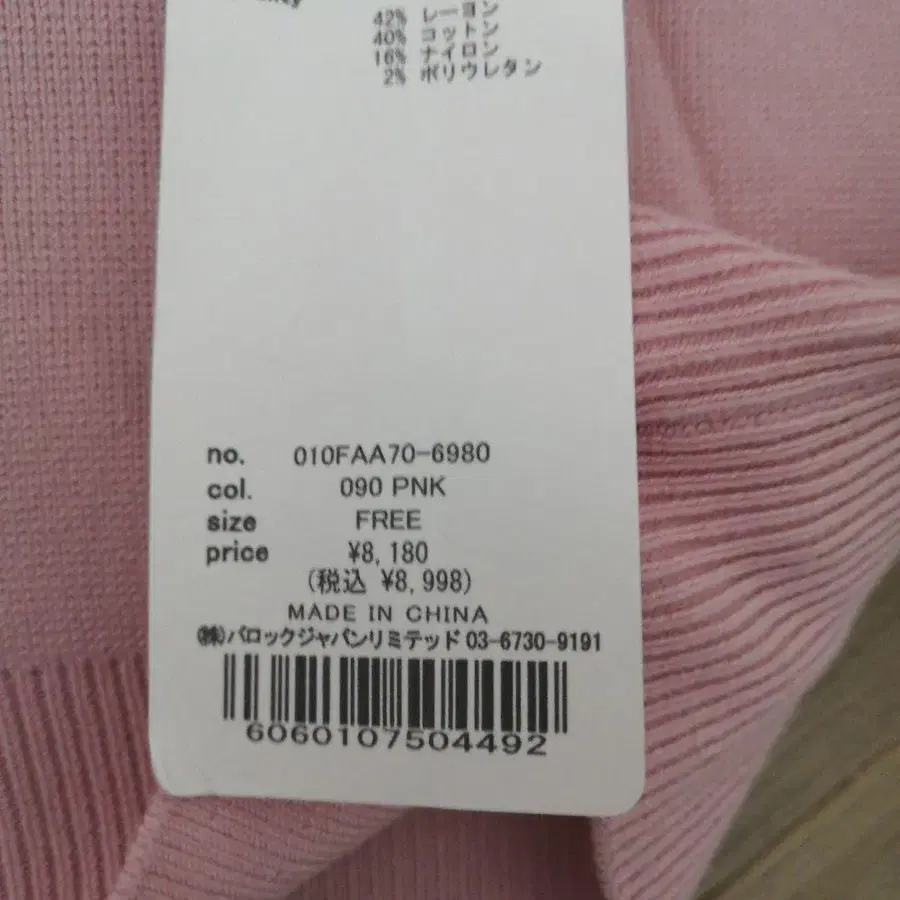 42% レーヨン
40% コットン
16% ナイロン
2% ポリウレタン
no. 010FAA70-6980
col. 090 PNK
size FREE
price ¥8,180
(税込 ¥8,998)
MADE IN CHINA
㈱バロックジャパンリミテッド 03-6730-9191
6060107504492